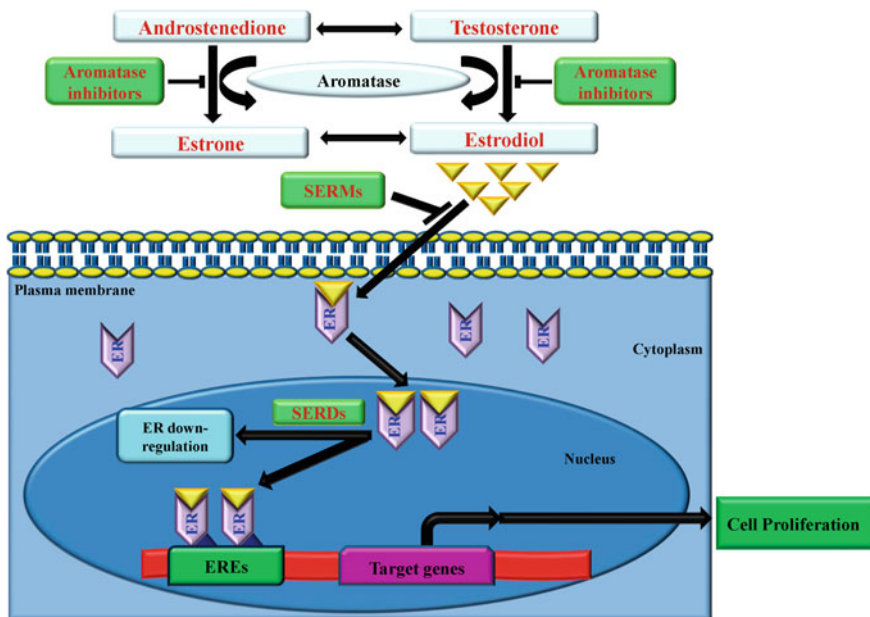 Androstenedione
Testosterone
Aromatase
inhibitors
Aromatase
Aromatase
inhibitors
Estrone
Estrodiol
SERMs
Plasma membrane
ER
ER
ER
ER
Cytoplasm
SERDs
ER down-
regulation
ER
ER
Nucleus
ER
ER
EREs
Target genes
Cell Proliferation